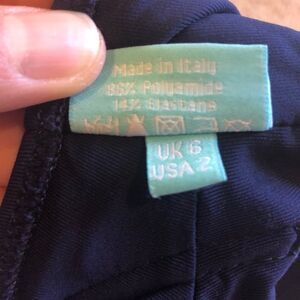 Made in Italy
86% Polyamide
14% Elastane
UK 6
USA 2